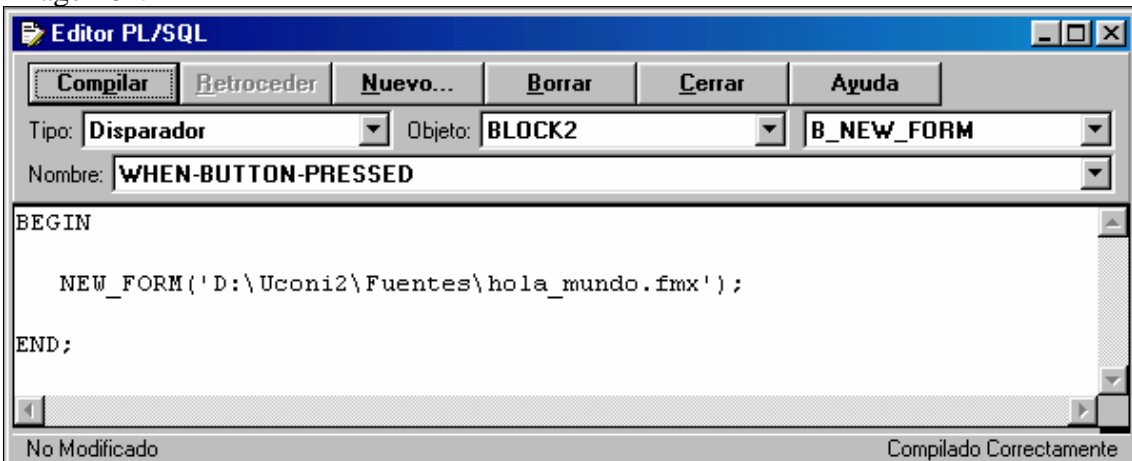 Editor PL/SQL
Compilar Retroceder Nuevo... Borrar Cerrar Ayuda
Tipo: Disparador Objeto: BLOCK2 B_NEW_FORM
Nombre: WHEN-BUTTON-PRESSED
BEGIN
NEW_FORM('D:\Uconi2\Fuentes\hola_mundo.fmx');
END;
No Modificado Compilado Correctamente